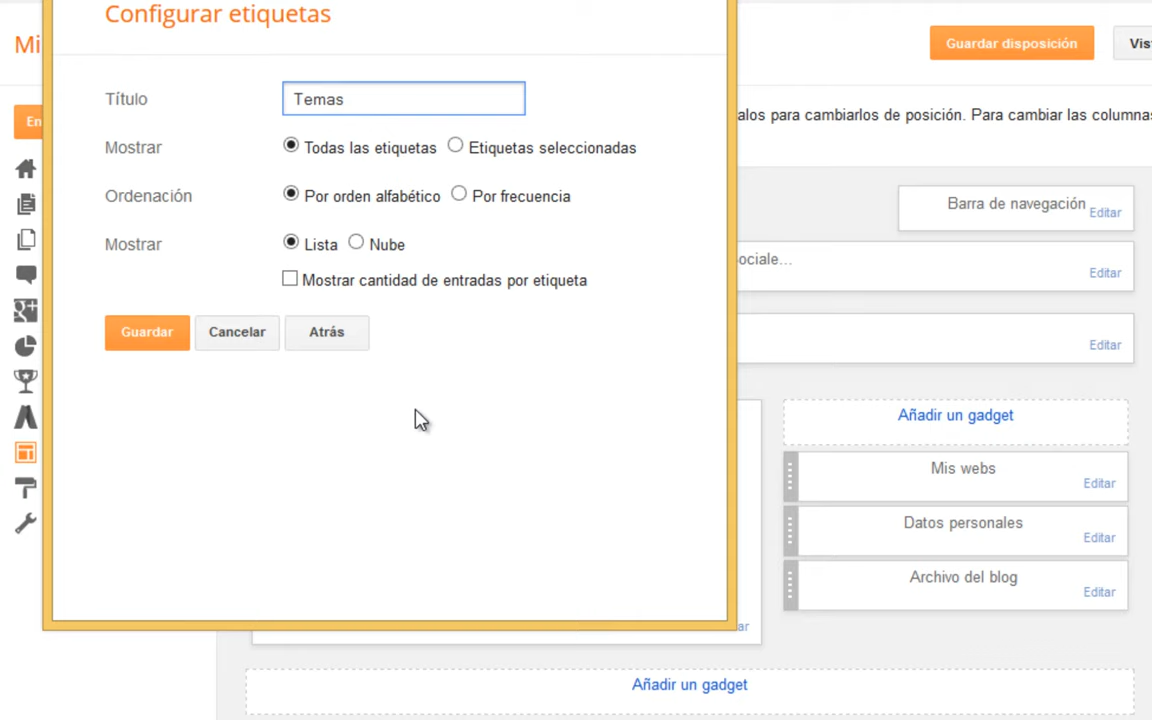 Configurar etiquetas
Mi
Guardar disposición
Vis
Título
Temas
En
alos para cambiarlos de posición. Para cambiar las columnas
Mostrar
Todas las etiquetas
Etiquetas seleccionadas
Ordenación
Por orden alfabético
Por frecuencia
Barra de navegación
Editar
Mostrar
Lista
Nube
ociale...
Editar
Mostrar cantidad de entradas por etiqueta
Guardar
Cancelar
Atrás
Editar
Añadir un gadget
Mis webs
Editar
Datos personales
Editar
Archivo del blog
Editar
ar
Añadir un gadget